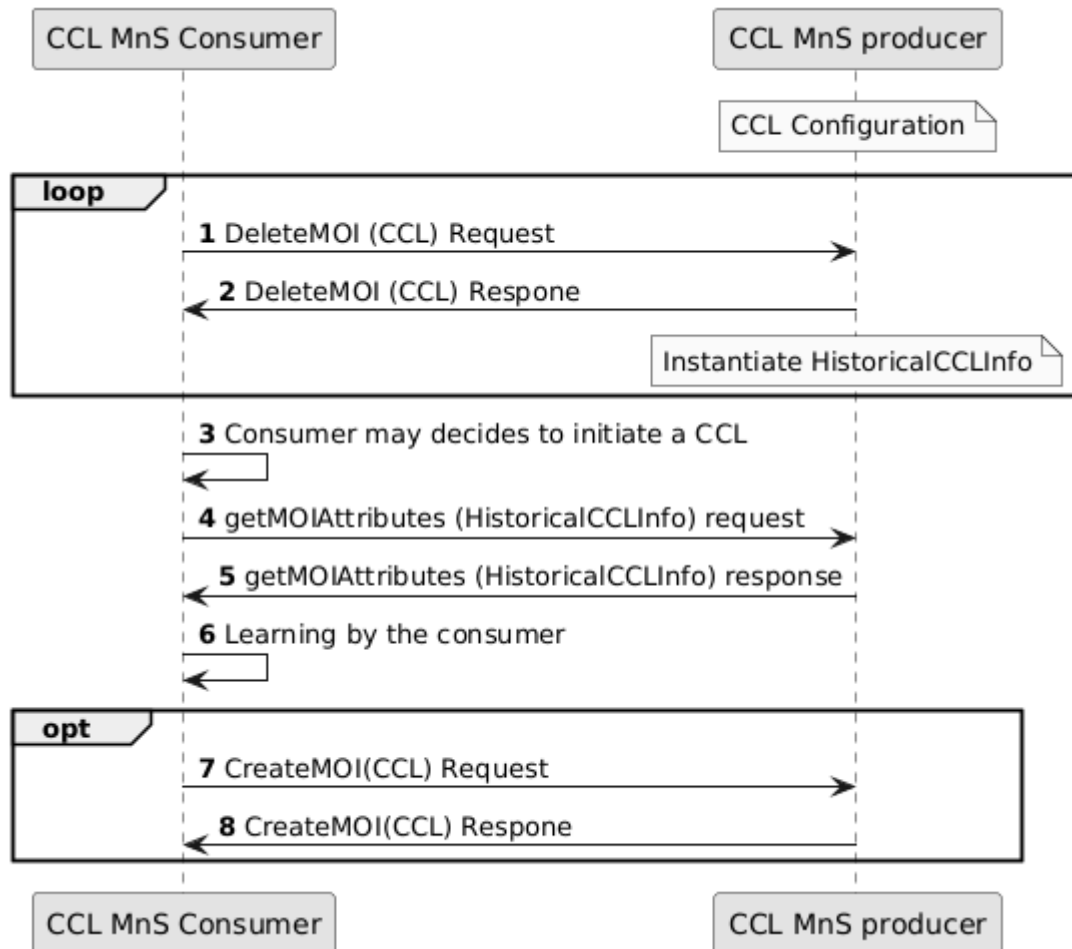 CCL MnS Consumer
CCL MnS producer
CCL Configuration
loop
1 DeleteMOI (CCL) Request
2 DeleteMOI (CCL) Respone
Instantiate HistoricalCCLInfo
3 Consumer may decides to initiate a CCL
4 getMOIAttributes (HistoricalCCLInfo) request
5 getMOIAttributes (HistoricalCCLInfo) response
6 Learning by the consumer
opt
7 CreateMOI(CCL) Request
8 CreateMOI(CCL) Respone
CCL MnS Consumer
CCL MnS producer